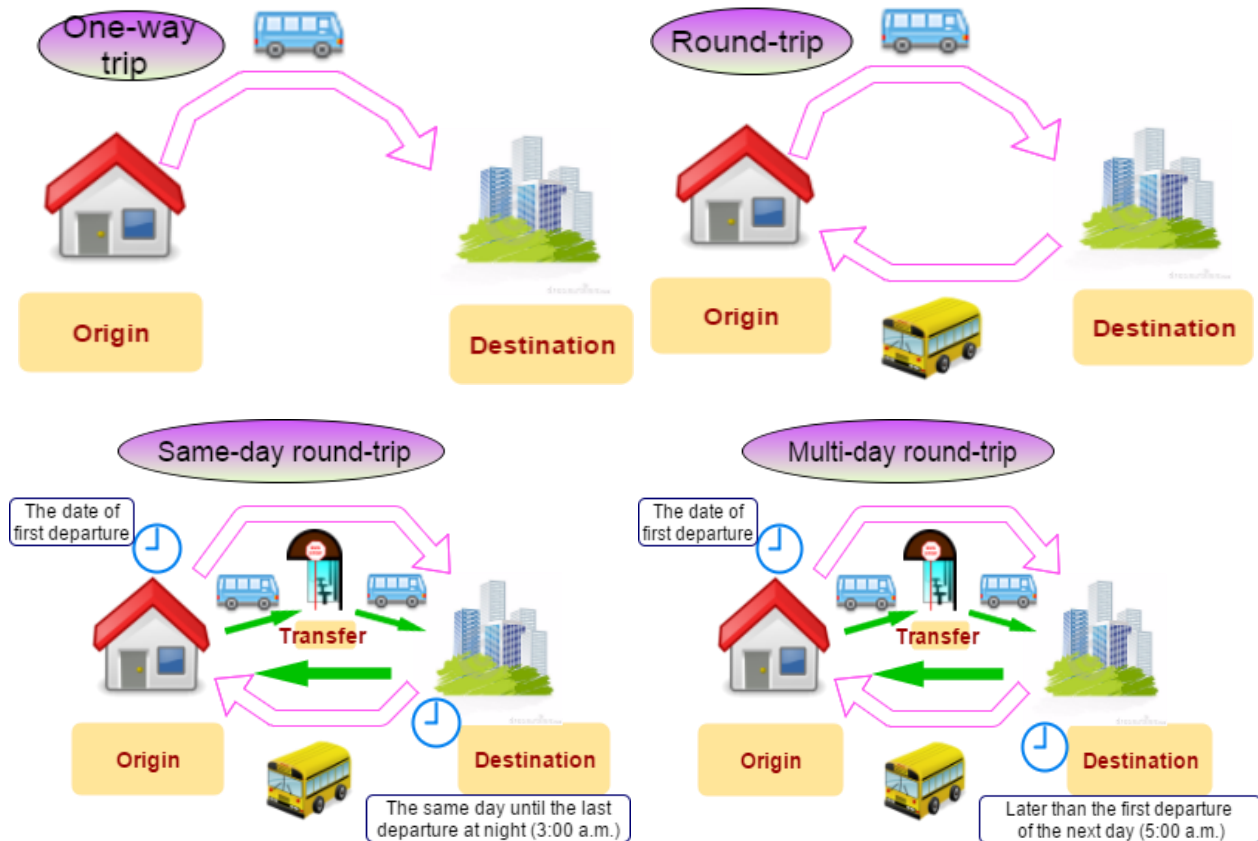 One-way
trip
Round-trip
Origin
Destination
Origin
Destination
Same-day round-trip
The date of
first departure
Transfer
Origin
Destination
The same day until the last
departure at night (3:00 a.m.)
Multi-day round-trip
The date of
first departure
Transfer
Origin
Destination
Later than the first departure
of the next day (5:00 a.m.)